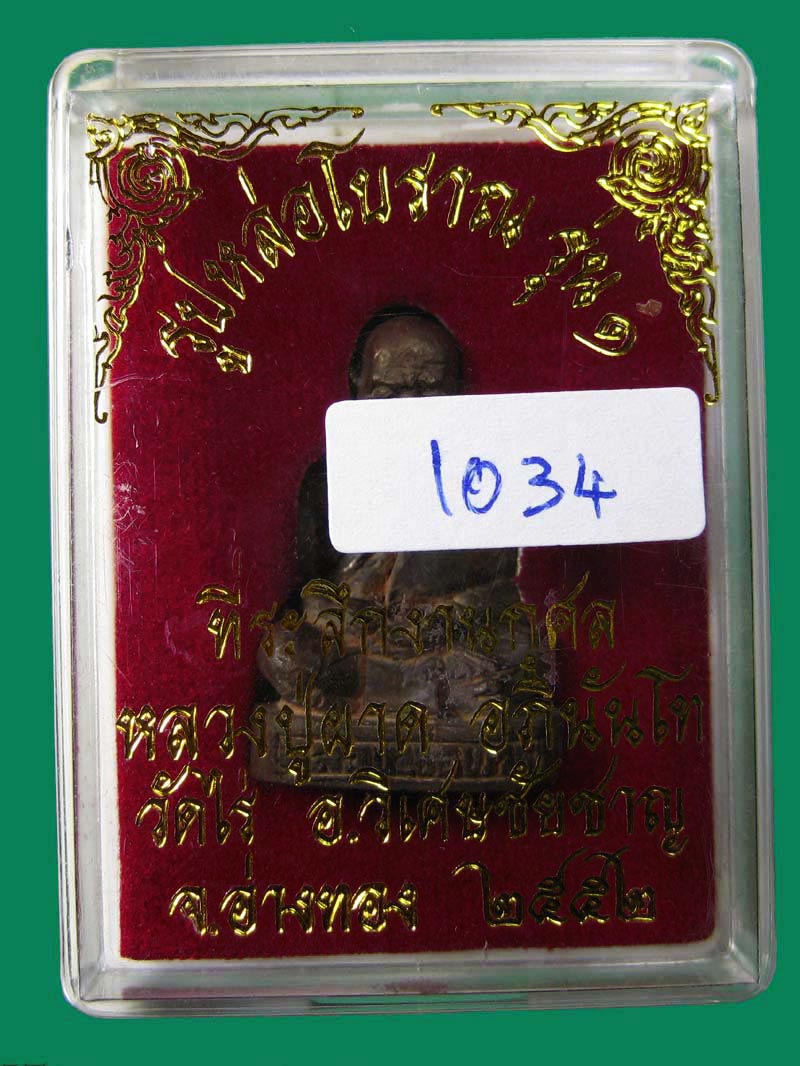 รูปหล่อโบราณ รุ่น ๑
1034
ที่ระลึกงานกุศล
หลวงปู่ผาด อภินันโท
วัดไร่ อ.วิเศษชัยชาญ
จ.อ่างทอง ๒๕๕๒